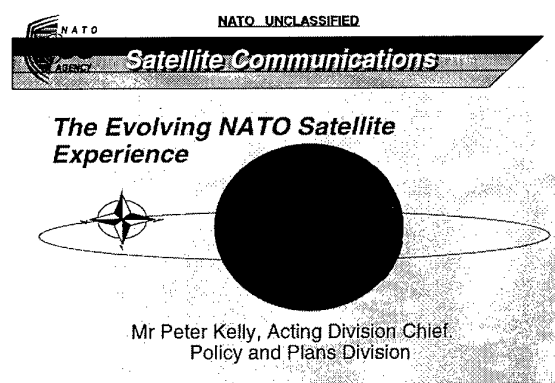 NATO UNCLASSIFIED
NATO
AGENCY
Satellite Communications
The Evolving NATO Satellite
Experience
Mr Peter Kelly, Acting Division Chief.
Policy and Plans Division